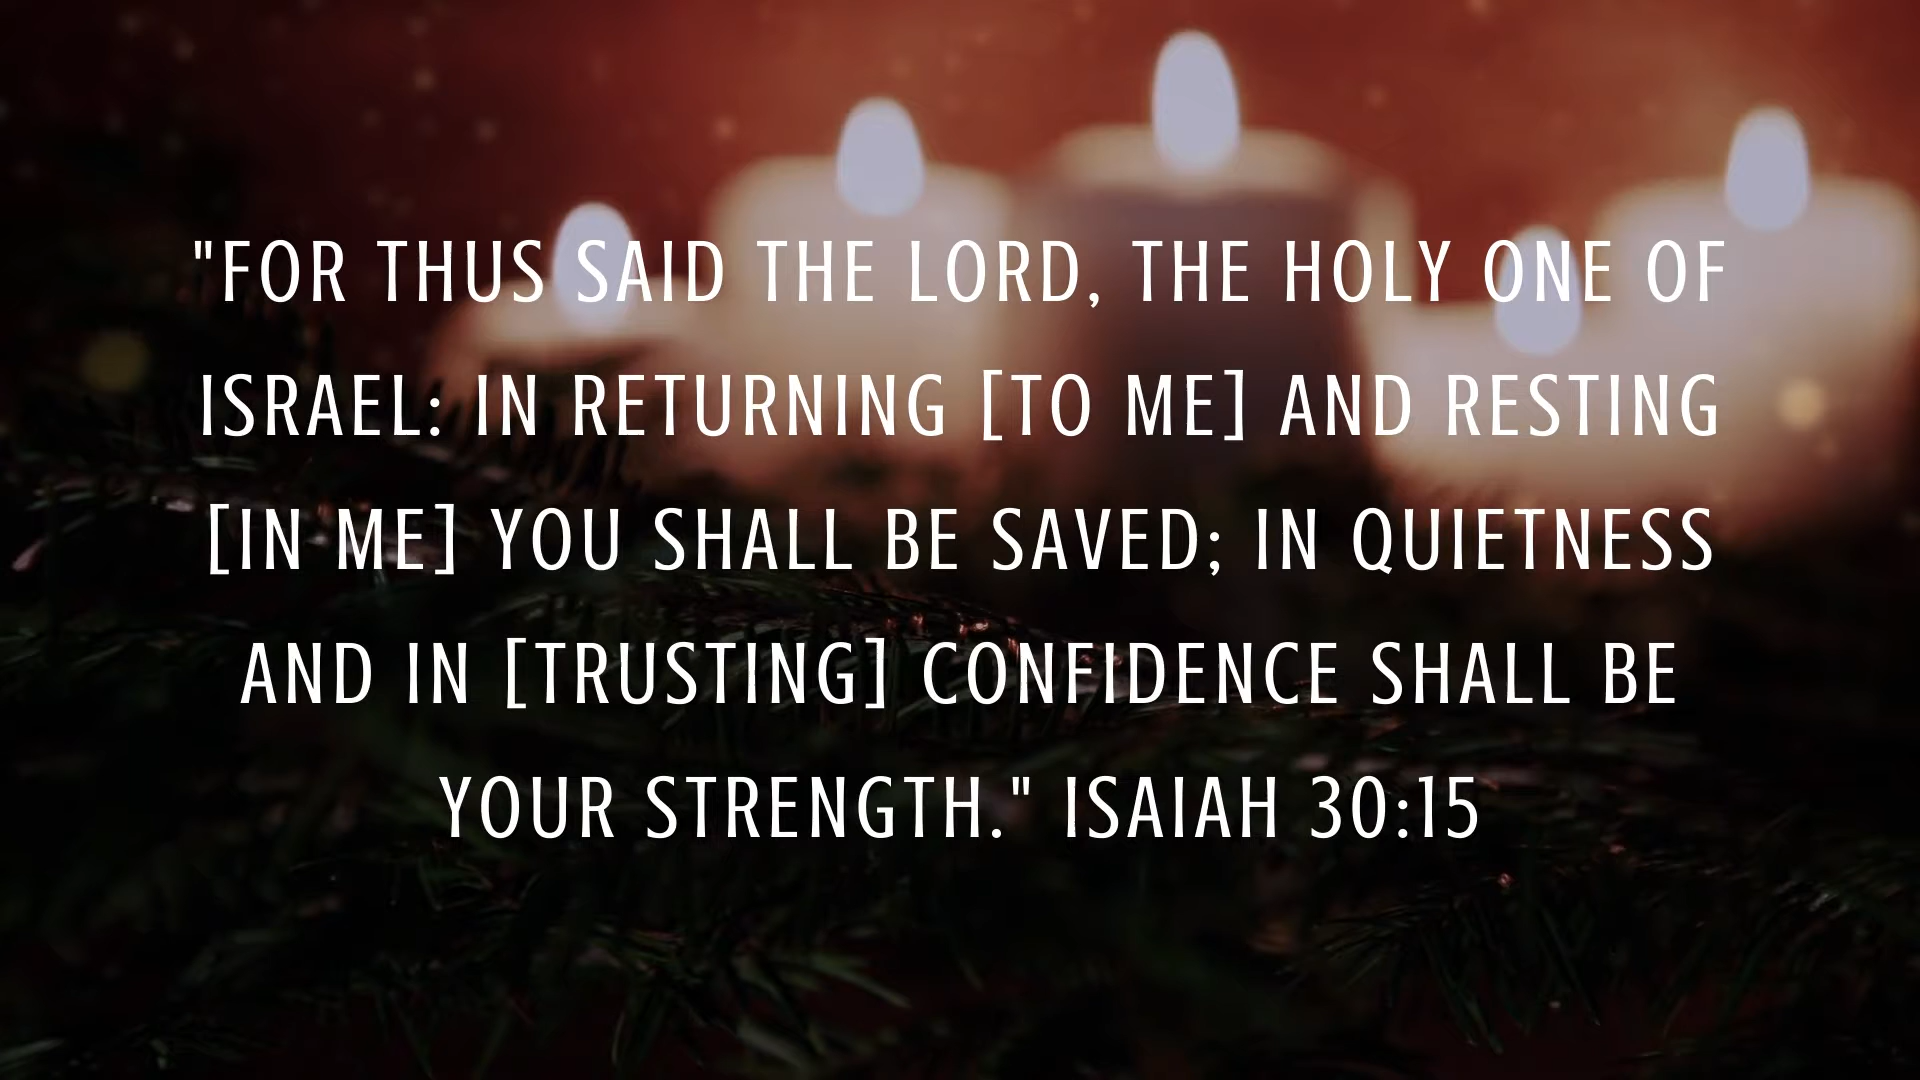 "FOR THUS SAID THE LORD, THE HOLY ONE OF
ISRAEL: IN RETURNING [TO ME] AND RESTING
[IN ME] YOU SHALL BE SAVED; IN QUIETNESS
AND IN [TRUSTING] CONFIDENCE SHALL BE
YOUR STRENGTH." ISAIAH 30:15